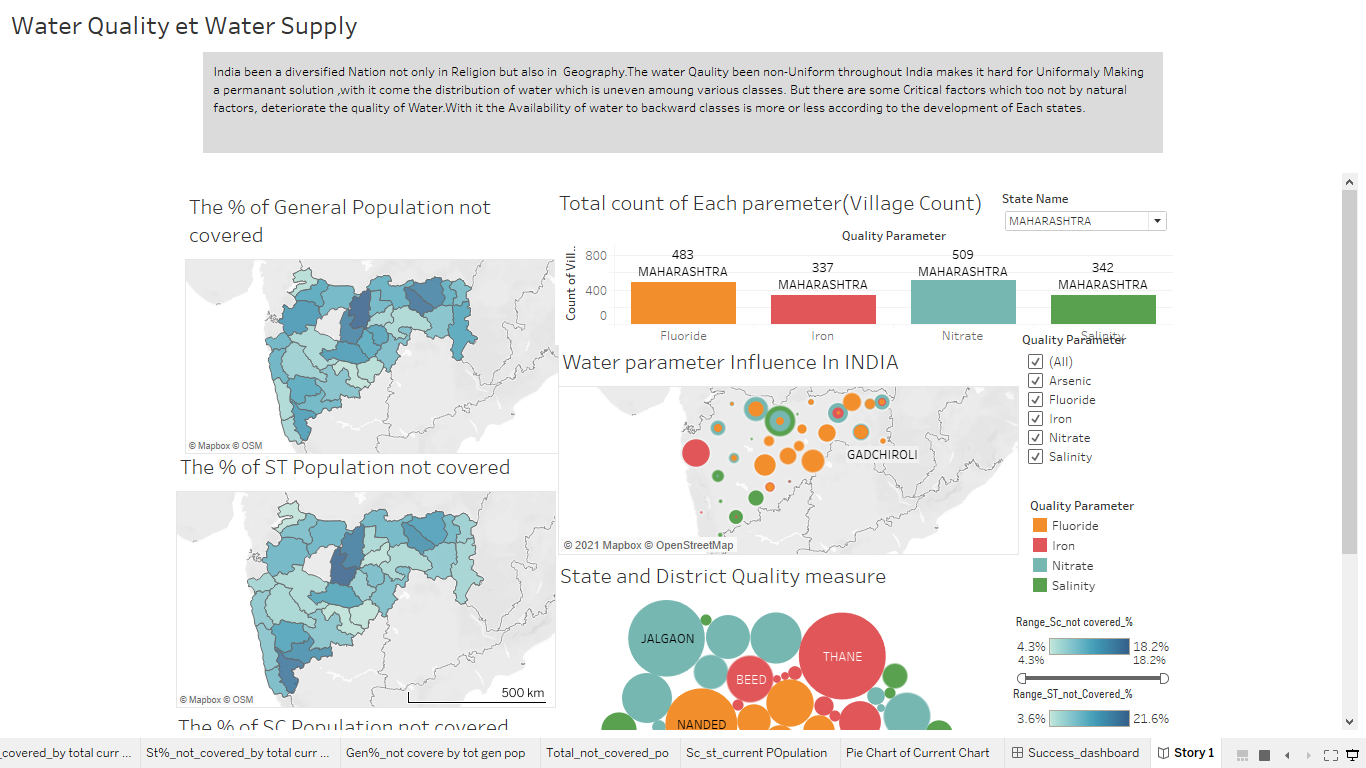 Water Quality et Water Supply
India been a diversified Nation not only in Religion but also in Geography.The water Qaulity been non-Uniform throughout India makes it hard for Uniformaly Making
a permanant solution ,with it come the distribution of water which is uneven amoung various classes. But there are some Critical factors which too not by natural
factors, deteriorate the quality of Water.With it the Availability of water to backward classes is more or less according to the development of Each states.
The % of General Population not
covered
© Mapbox © OSM
The % of ST Population not covered
© Mapbox © OSM
500 km
The % of SC Population not covered
Total count of Each paremeter(Village Count)
State Name
MAHARASHTRA
Quality Parameter
Count of Vill..
800
400
0
483
MAHARASHTRA
337
MAHARASHTRA
509
MAHARASHTRA
342
MAHARASHTRA
Fluoride
Iron
Nitrate
Salinity
Water parameter Influence In INDIA
GADCHIROLI
© 2021 Mapbox © OpenStreetMap
State and District Quality measure
JALGAON
THANE
BEED
NANDED
Quality Parameter
(All)
Arsenic
Fluoride
Iron
Nitrate
Salinity
Quality Parameter
Fluoride
Iron
Nitrate
Salinity
Range_Sc_not covered_%
4.3% 18.2%
4.3% 18.2%
Range_ST_not_Covered_%
3.6% 21.6%
_covered_by total curr ...
St%_not_covered_by total curr ...
Gen%_not covere by tot gen pop
Total_not_covered_po
Sc_st_current POpulation
Pie Chart of Current Chart
Success_dashboard
Story 1